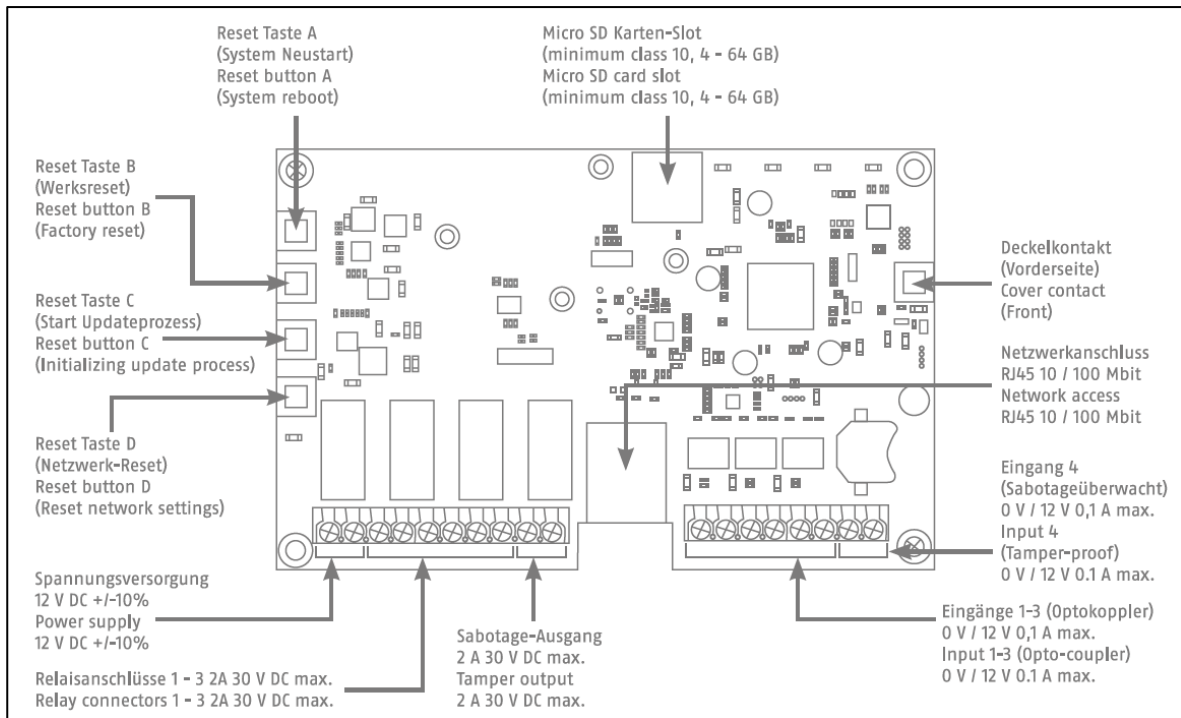 Reset Taste A
(System Neustart)
Reset button A
(System reboot)
Micro SD Karten-Slot
(minimum class 10, 4 - 64 GB)
Micro SD card slot
(minimum class 10, 4 - 64 GB)
Reset Taste B
(Werksreset)
Reset button B
(Factory reset)
Reset Taste C
(Start Updateprozess)
Reset button C
(Initializing update process)
Reset Taste D
(Netzwerk-Reset)
Reset button D
(Reset network settings)
Spannungsversorgung
12 V DC +/-10%
Power supply
12 V DC +/-10%
Relaisanschlüsse 1 - 3 2A 30 V DC max.
Relay connectors 1 - 3 2A 30 V DC max.
Sabotage-Ausgang
2 A 30 V DC max.
Tamper output
2 A 30 V DC max.
Deckelkontakt
(Vorderseite)
Cover contact
(Front)
Netzwerkanschluss
RJ45 10 / 100 Mbit
Network access
RJ45 10 / 100 Mbit
Eingang 4
(Sabotageüberwacht)
0 V / 12 V 0,1 A max.
Input 4
(Tamper-proof)
0 V / 12 V 0.1 A max.
Eingänge 1-3 (Optokoppler)
0 V / 12 V 0,1 A max.
Input 1-3 (Opto-coupler)
0 V / 12 V 0.1 A max.